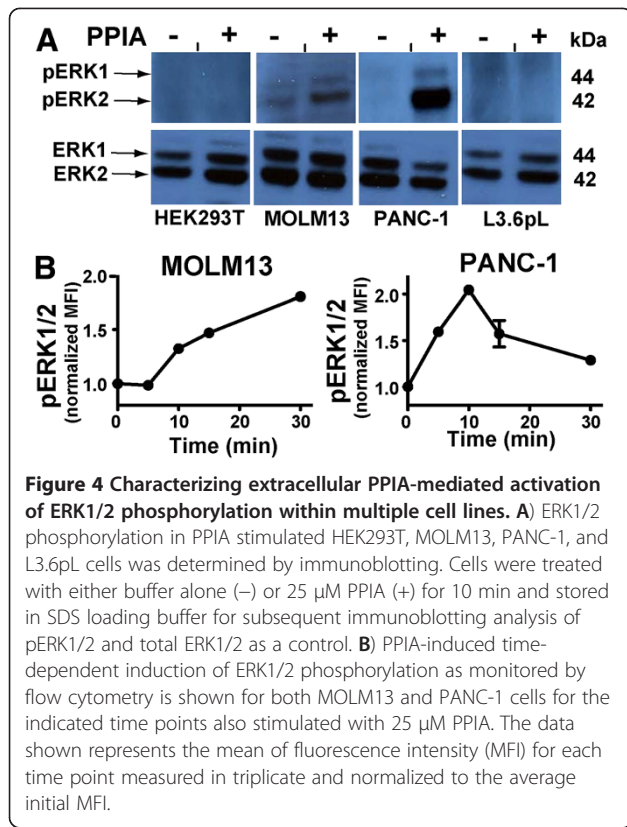 A PPIA - + - + - + - + kDa
pERK1 44
pERK2 42
ERK1 44
ERK2 42
HEK293T MOLM13 PANC-1 L3.6pL
B MOLM13 PANC-1
pERK1/2 (normalized MFI) 2.0 1.5 1.0
0 10 20 30
Time (min)
pERK1/2 (normalized MFI) 2.0 1.5 1.0
0 10 20 30
Time (min)
Figure 4 Characterizing extracellular PPIA-mediated activation
of ERK1/2 phosphorylation within multiple cell lines. A) ERK1/2
phosphorylation in PPIA stimulated HEK293T, MOLM13, PANC-1, and
L3.6pL cells was determined by immunoblotting. Cells were treated
with either buffer alone (−) or 25 μM PPIA (+) for 10 min and stored
in SDS loading buffer for subsequent immunoblotting analysis of
pERK1/2 and total ERK1/2 as a control. B) PPIA-induced time-
dependent induction of ERK1/2 phosphorylation as monitored by
flow cytometry is shown for both MOLM13 and PANC-1 cells for the
indicated time points also stimulated with 25 μM PPIA. The data
shown represents the mean of fluorescence intensity (MFI) for each
time point measured in triplicate and normalized to the average
initial MFI.